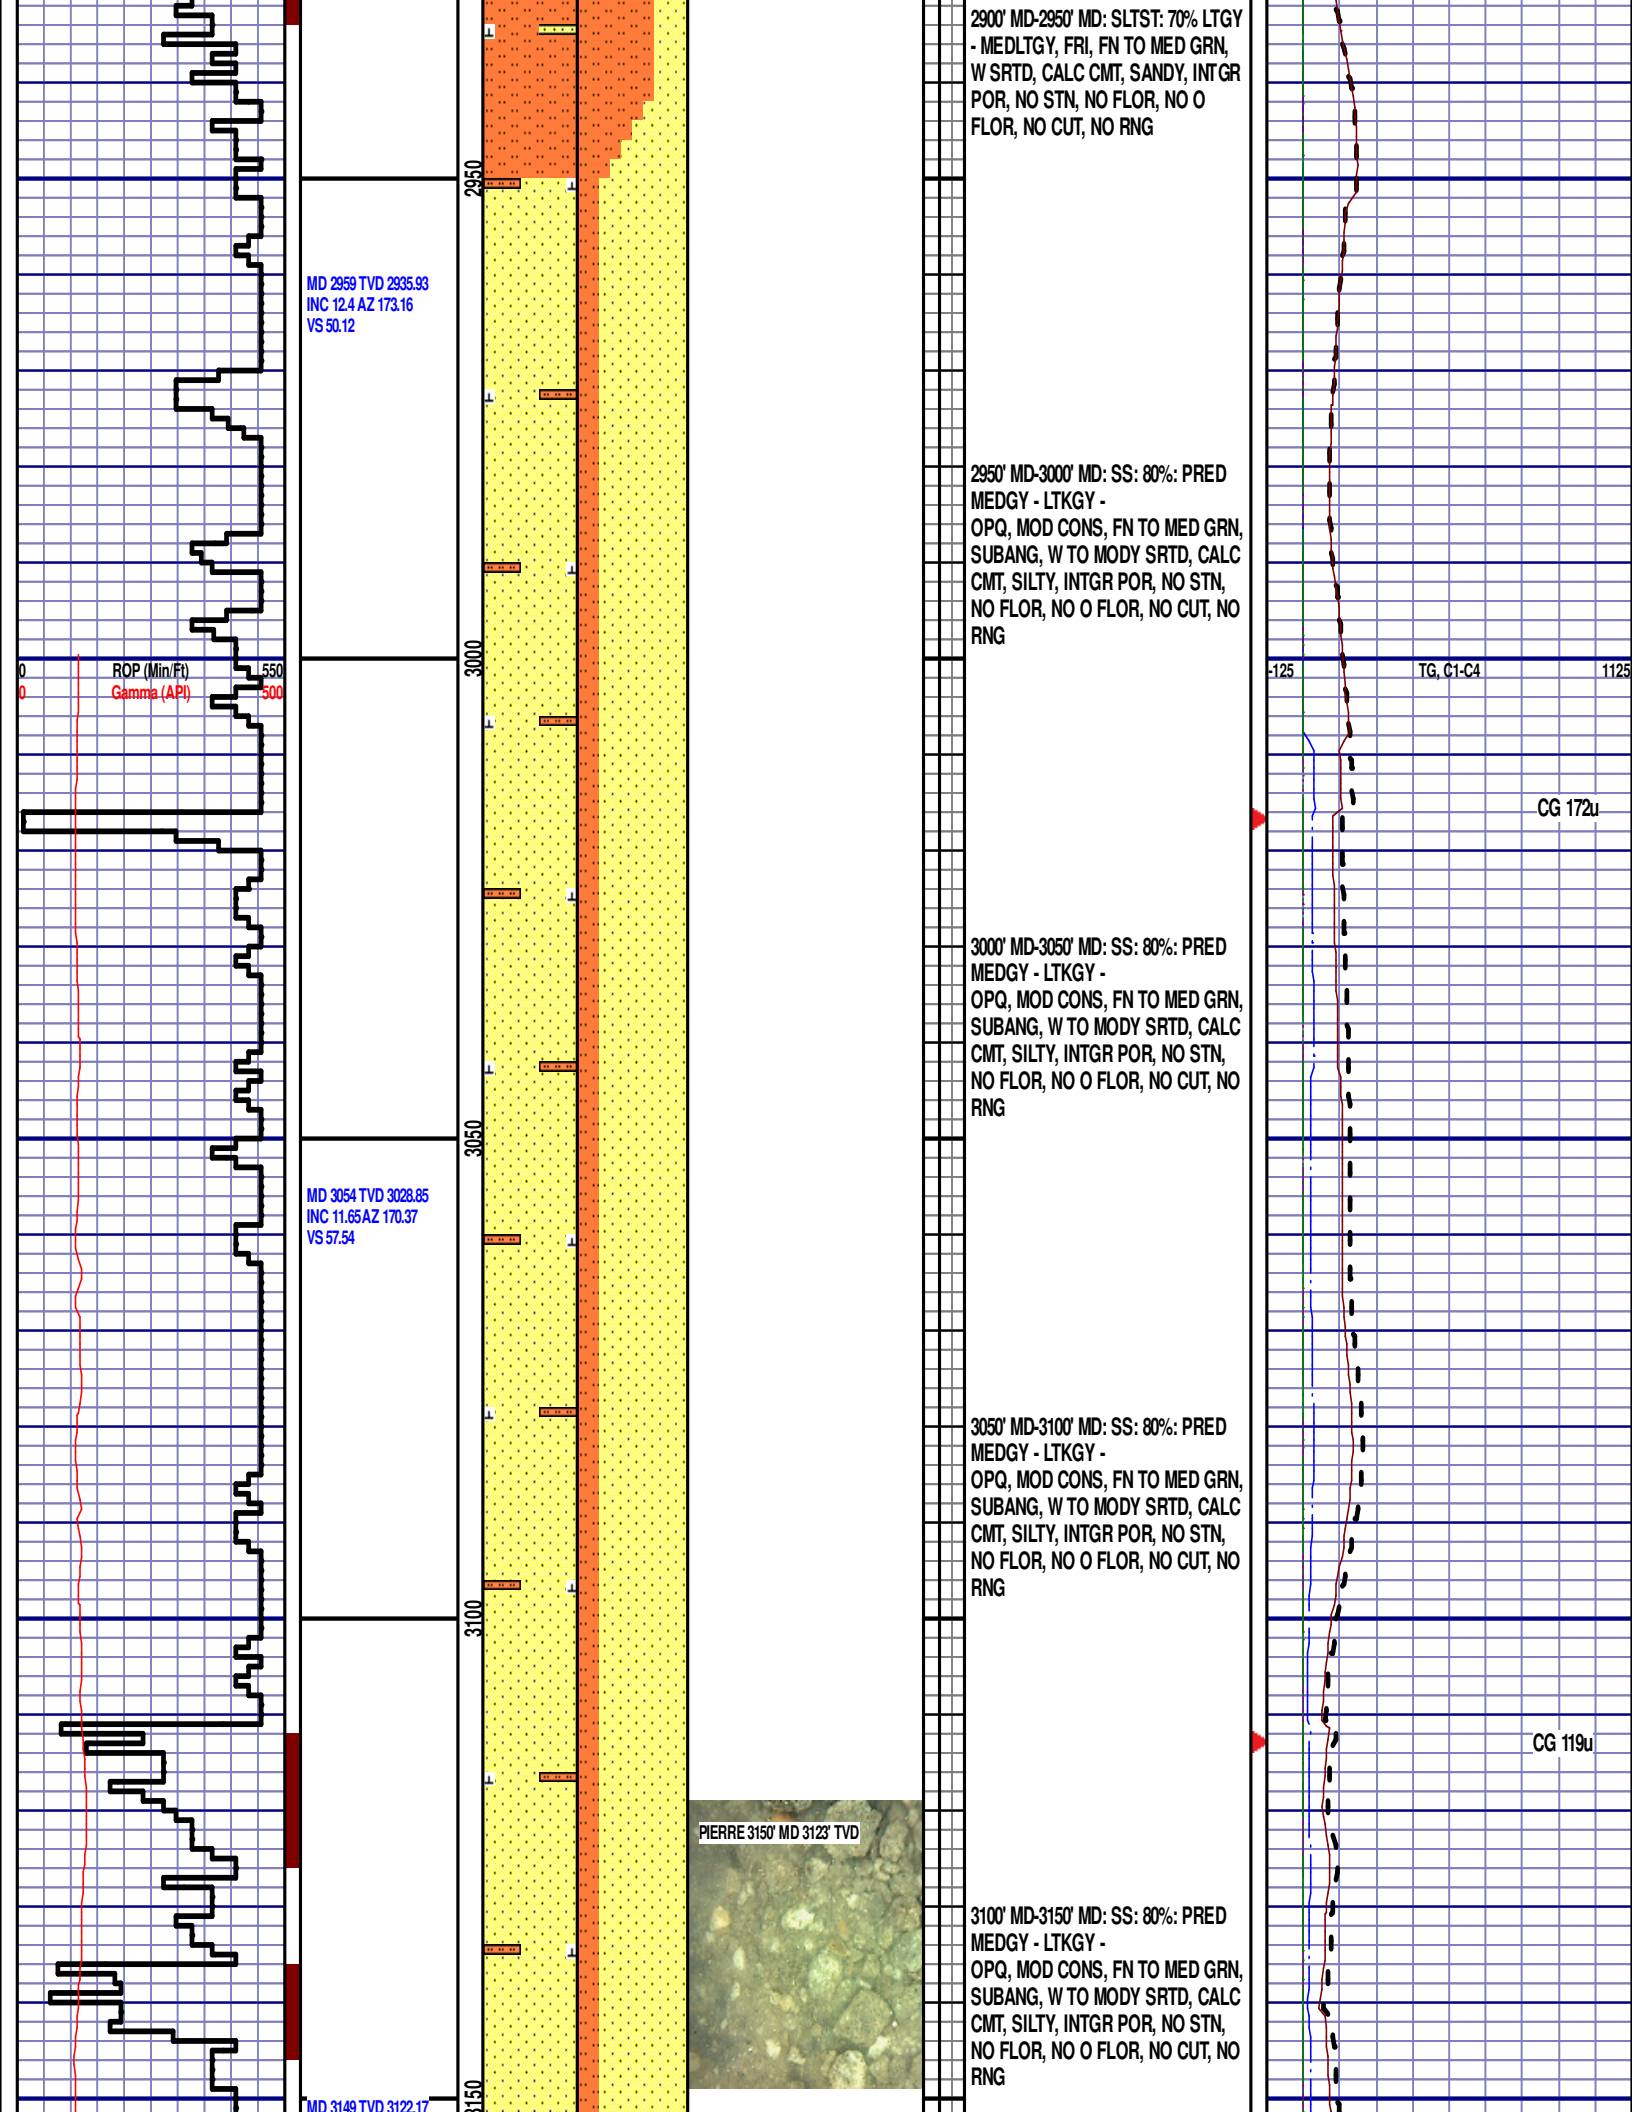 2900' MD-2950' MD: SLTST: 70% LTGY
- MEDLTGY, FRI, FN TO MED GRN,
W SRTD, CALC CMT, SANDY, INTGR
POR, NO STN, NO FLOR, NO O
FLOR, NO CUT, NO RNG
2950
MD 2959 TVD 2935.93
INC 12.4 AZ 173.16
VS 50.12
2950' MD-3000' MD: SS: 80%: PRED
MEDGY - LTKGY -
OPQ, MOD CONS, FN TO MED GRN,
SUBANG, W TO MODY SRTD, CALC
CMT, SILTY, INTGR POR, NO STN,
NO FLOR, NO O FLOR, NO CUT, NO
RNG
3000
0 ROP (Min/Ft) 550
0 Gamma (API) 500
-125 TG, C1-C4 1125
CG 172u
3000' MD-3050' MD: SS: 80%: PRED
MEDGY - LTKGY -
OPQ, MOD CONS, FN TO MED GRN,
SUBANG, W TO MODY SRTD, CALC
CMT, SILTY, INTGR POR, NO STN,
NO FLOR, NO O FLOR, NO CUT, NO
RNG
3050
MD 3054 TVD 3028.85
INC 11.65 AZ 170.37
VS 57.54
3050' MD-3100' MD: SS: 80%: PRED
MEDGY - LTKGY -
OPQ, MOD CONS, FN TO MED GRN,
SUBANG, W TO MODY SRTD, CALC
CMT, SILTY, INTGR POR, NO STN,
NO FLOR, NO O FLOR, NO CUT, NO
RNG
3100
CG 119u
PIERRE 3150' MD 3123' TVD
3100' MD-3150' MD: SS: 80%: PRED
MEDGY - LTKGY -
OPQ, MOD CONS, FN TO MED GRN,
SUBANG, W TO MODY SRTD, CALC
CMT, SILTY, INTGR POR, NO STN,
NO FLOR, NO O FLOR, NO CUT, NO
RNG
3150
MD 3149 TVD 3122.17